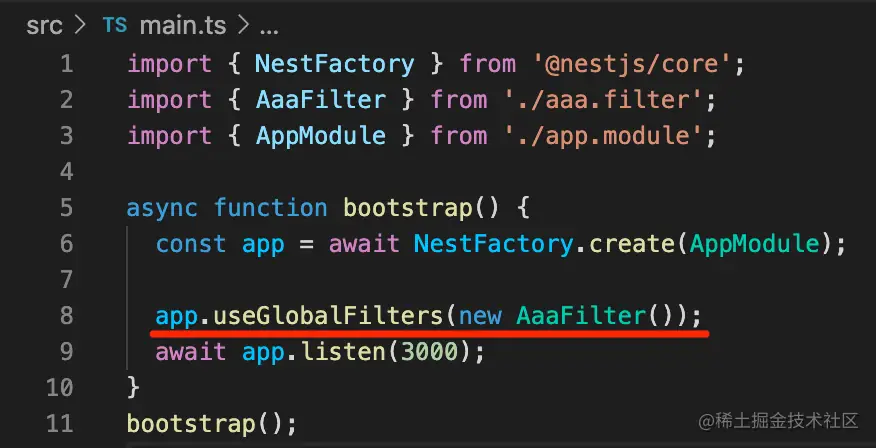 src > TS main.ts > ...
1 import { NestFactory } from '@nestjs/core';
2 import { AaaFilter } from './aaa.filter';
3 import { AppModule } from './app.module';
4
5 async function bootstrap() {
6   const app = await NestFactory.create(AppModule);
7
8   app.useGlobalFilters(new AaaFilter());
9   await app.listen(3000);
10 }
11 bootstrap();
@稀土掘金技术社区